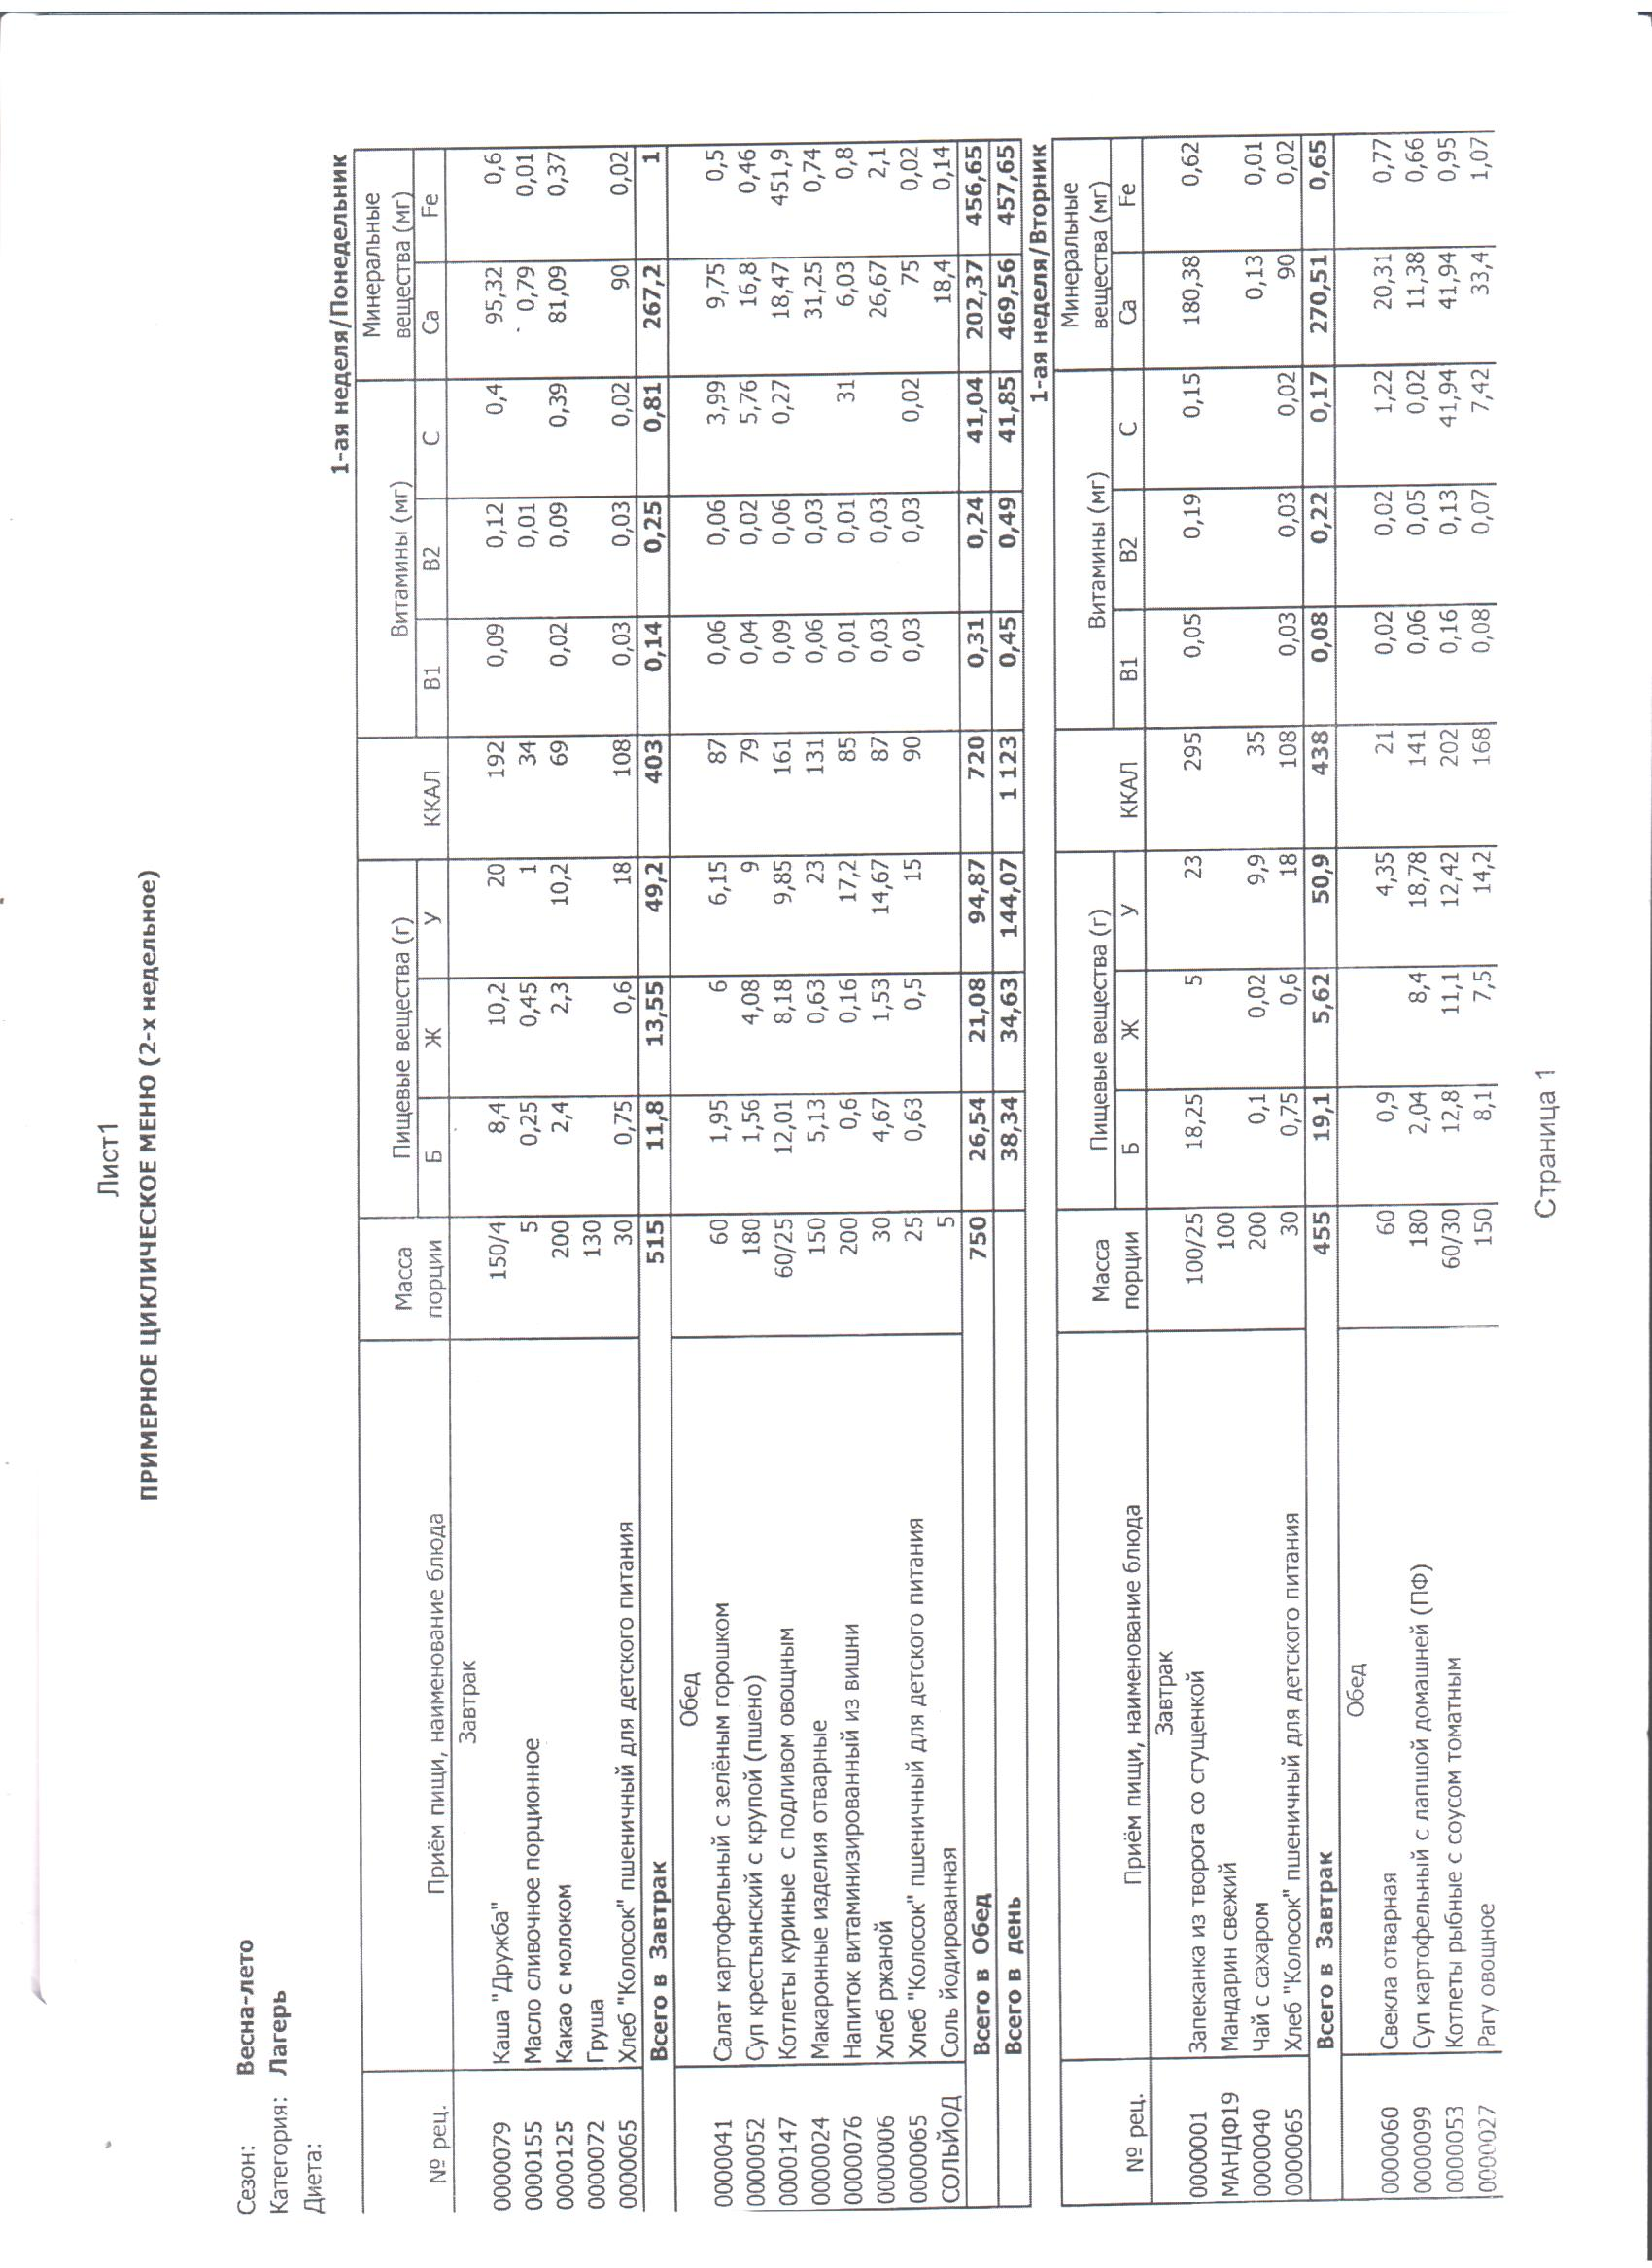 Лист1
ПРИМЕРНОЕ ЦИКЛИЧЕСКОЕ МЕНЮ (2-х недельное)
Сезон: Весна-лето
Категория: Лагерь
Диета:
1-ая неделя/Понедельник
№ рец. Приём пищи, наименование блюда Масса порции Пищевые вещества (г) ККАЛ Витамины (мг) Минеральные вещества (мг)
Б Ж У В1 В2 С Ca Fe
Завтрак
0000079 Каша "Дружба" 150/4 8,4 10,2 20 192 0,09 0,12 0,4 95,32 0,6
0000155 Масло сливочное порционное 5 0,25 0,45 1 34 0,01 0,79 0,01
0000125 Какао с молоком 200 2,4 2,3 10,2 69 0,02 0,09 0,39 81,09 0,37
0000072 Груша 130
0000065 Хлеб "Колосок" пшеничный для детского питания 30 0,75 0,6 18 108 0,03 0,03 0,02 90 0,02
Всего в Завтрак 515 11,8 13,55 49,2 403 0,14 0,25 0,81 267,2 1
Обед
0000041 Салат картофельный с зелёным горошком 60 1,95 6 6,15 87 0,06 0,06 3,99 9,75 0,5
0000052 Суп крестьянский с крупой (пшено) 180 1,56 4,08 9 79 0,04 0,02 5,76 16,8 0,46
0000147 Котлеты куриные с подливом овощным 60/25 12,01 8,18 9,85 161 0,09 0,06 0,27 18,47 451,9
0000024 Макаронные изделия отварные 150 5,13 0,63 23 131 0,06 0,03 31,25 0,74
0000076 Напиток витаминизированный из вишни 200 0,6 0,16 17,2 85 0,01 0,01 31 6,03 0,8
0000006 Хлеб ржаной 30 4,67 1,53 14,67 87 0,03 0,03 26,67 2,1
0000065 Хлеб "Колосок" пшеничный для детского питания 25 0,63 0,5 15 90 0,03 0,03 0,02 75 0,02
СОЛЬЙОД Соль йодированная 5 18,4 0,14
Всего в Обед 750 26,54 21,08 94,87 720 0,31 0,24 41,04 202,37 456,65
Всего в день 38,34 34,63 144,07 1 123 0,45 0,49 41,85 469,56 457,65
1-ая неделя/Вторник
№ рец. Приём пищи, наименование блюда Масса порции Пищевые вещества (г) ККАЛ Витамины (мг) Минеральные вещества (мг)
Б Ж У В1 В2 С Ca Fe
Завтрак
0000001 Запеканка из творога со сгущенкой 100/25 18,25 5 23 295 0,05 0,19 0,15 180,38 0,62
МАНДФ19 Мандарин свежий 100
0000040 Чай с сахаром 200 0,1 0,02 9,9 35 0,13 0,01
0000065 Хлеб "Колосок" пшеничный для детского питания 30 0,75 0,6 18 108 0,03 0,03 0,02 90 0,02
Всего в Завтрак 455 19,1 5,62 50,9 438 0,08 0,22 0,17 270,51 0,65
Обед
0000060 Свекла отварная 60 0,9 4,35 21 0,02 0,02 1,22 20,31 0,77
0000099 Суп картофельный с лапшой домашней (ПФ) 180 2,04 8,4 18,78 141 0,06 0,05 0,02 11,38 0,66
0000053 Котлеты рыбные с соусом томатным 60/30 12,8 11,1 12,42 202 0,16 0,13 41,94 41,94 0,95
0000027 Рагу овощное 150 8,1 7,5 14,2 168 0,08 0,07 7,42 33,4 1,07
Страница 1